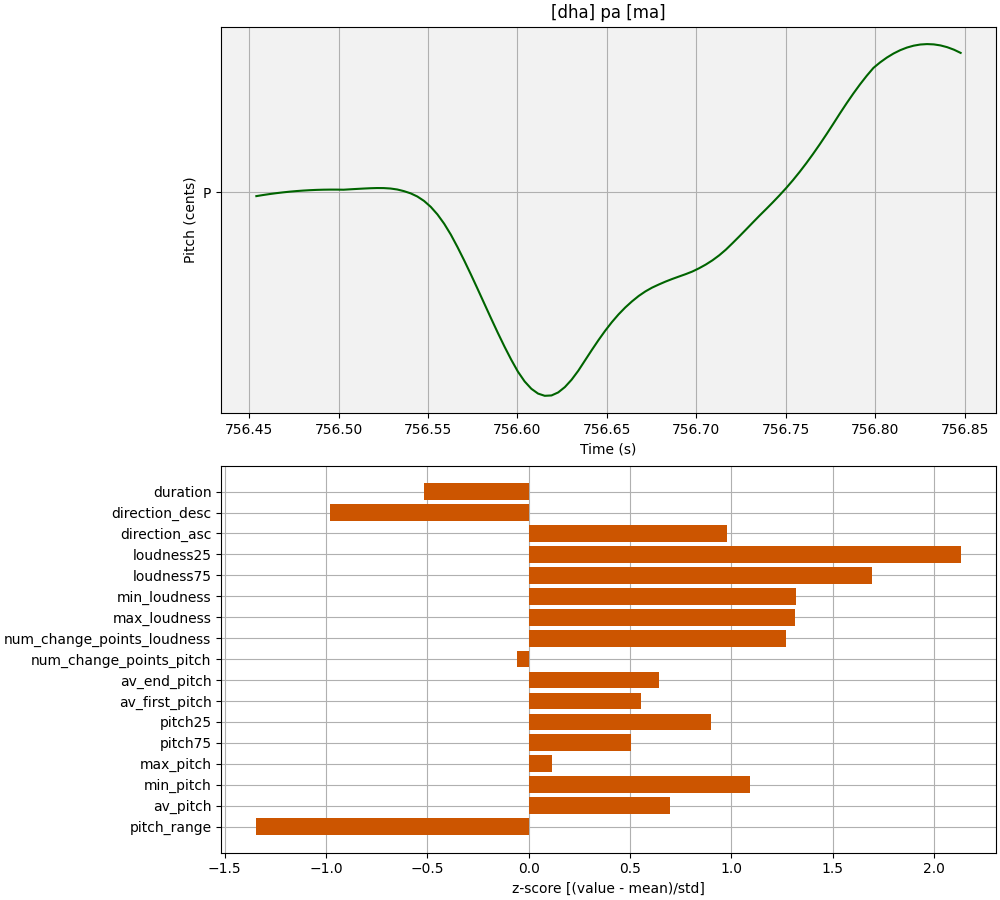 [dha] pa [ma]
Pitch (cents)
P
756.45 756.50 756.55 756.60 756.65 756.70 756.75 756.80 756.85
Time (s)
duration
direction_desc
direction_asc
loudness25
loudness75
min_loudness
max_loudness
num_change_points_loudness
num_change_points_pitch
av_end_pitch
av_first_pitch
pitch25
pitch75
max_pitch
min_pitch
av_pitch
pitch_range
−1.5 −1.0 −0.5 0.0 0.5 1.0 1.5 2.0
z-score [(value - mean)/std]